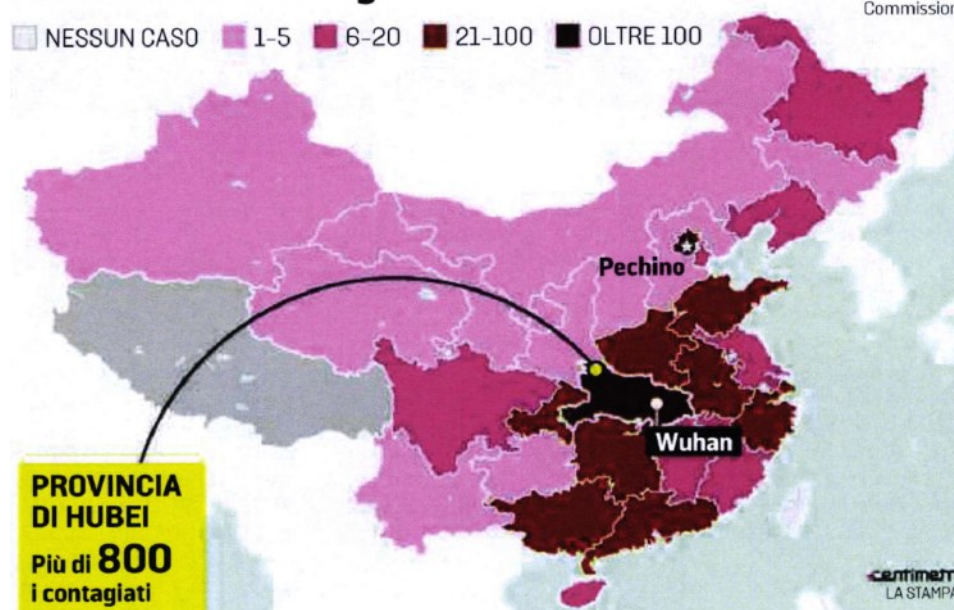 Commission
NESSUN CASO 1-5 6-20 21-100 OLTRE 100
Pechino
Wuhan
PROVINCIA
DI HUBEI
Più di 800
i contagiati
LA STAMPA